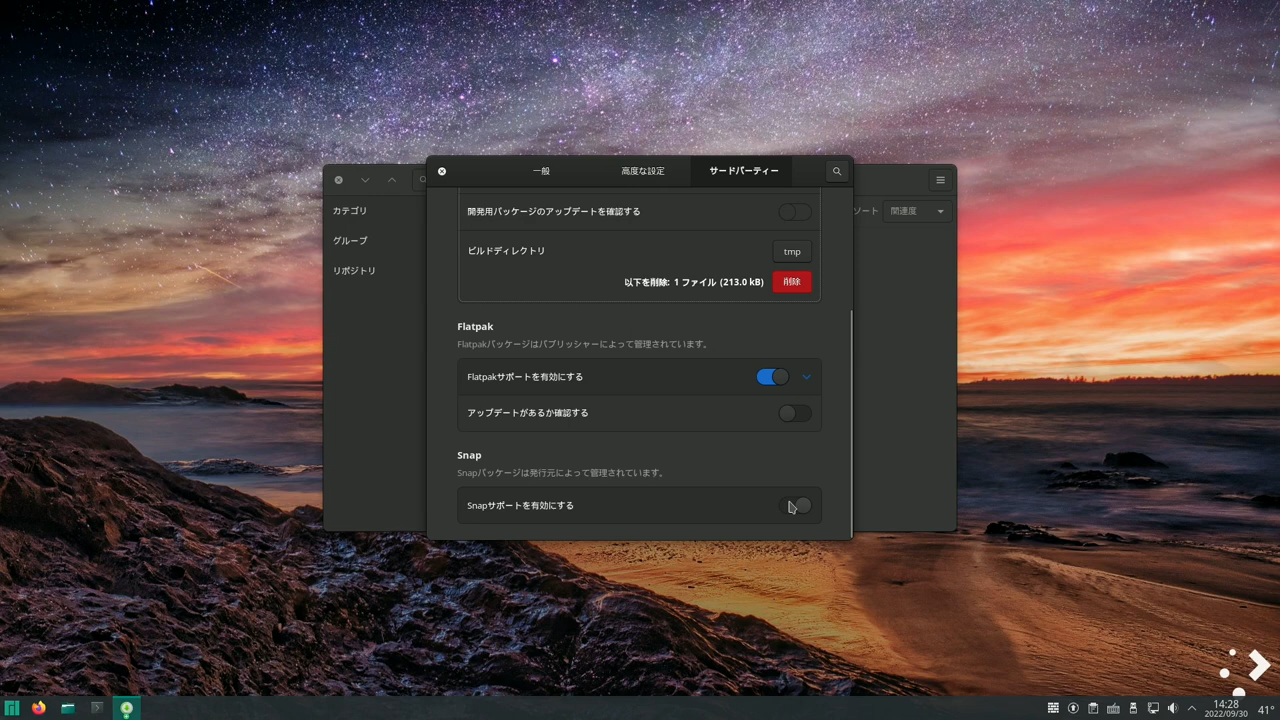 一般
高度な設定
サードパーティー
カテゴリ
グループ
リポジトリ
ソート
関連度
開発用パッケージのアップデートを確認する
ビルドディレクトリ
tmp
以下を削除: 1 ファイル (213.0 kB)
削除
Flatpak
Flatpakパッケージはパブリッシャーによって管理されています。
Flatpakサポートを有効にする
アップデートがあるか確認する
Snap
Snapパッケージは発行元によって管理されています。
Snapサポートを有効にする
14:28
2022/09/30
41°